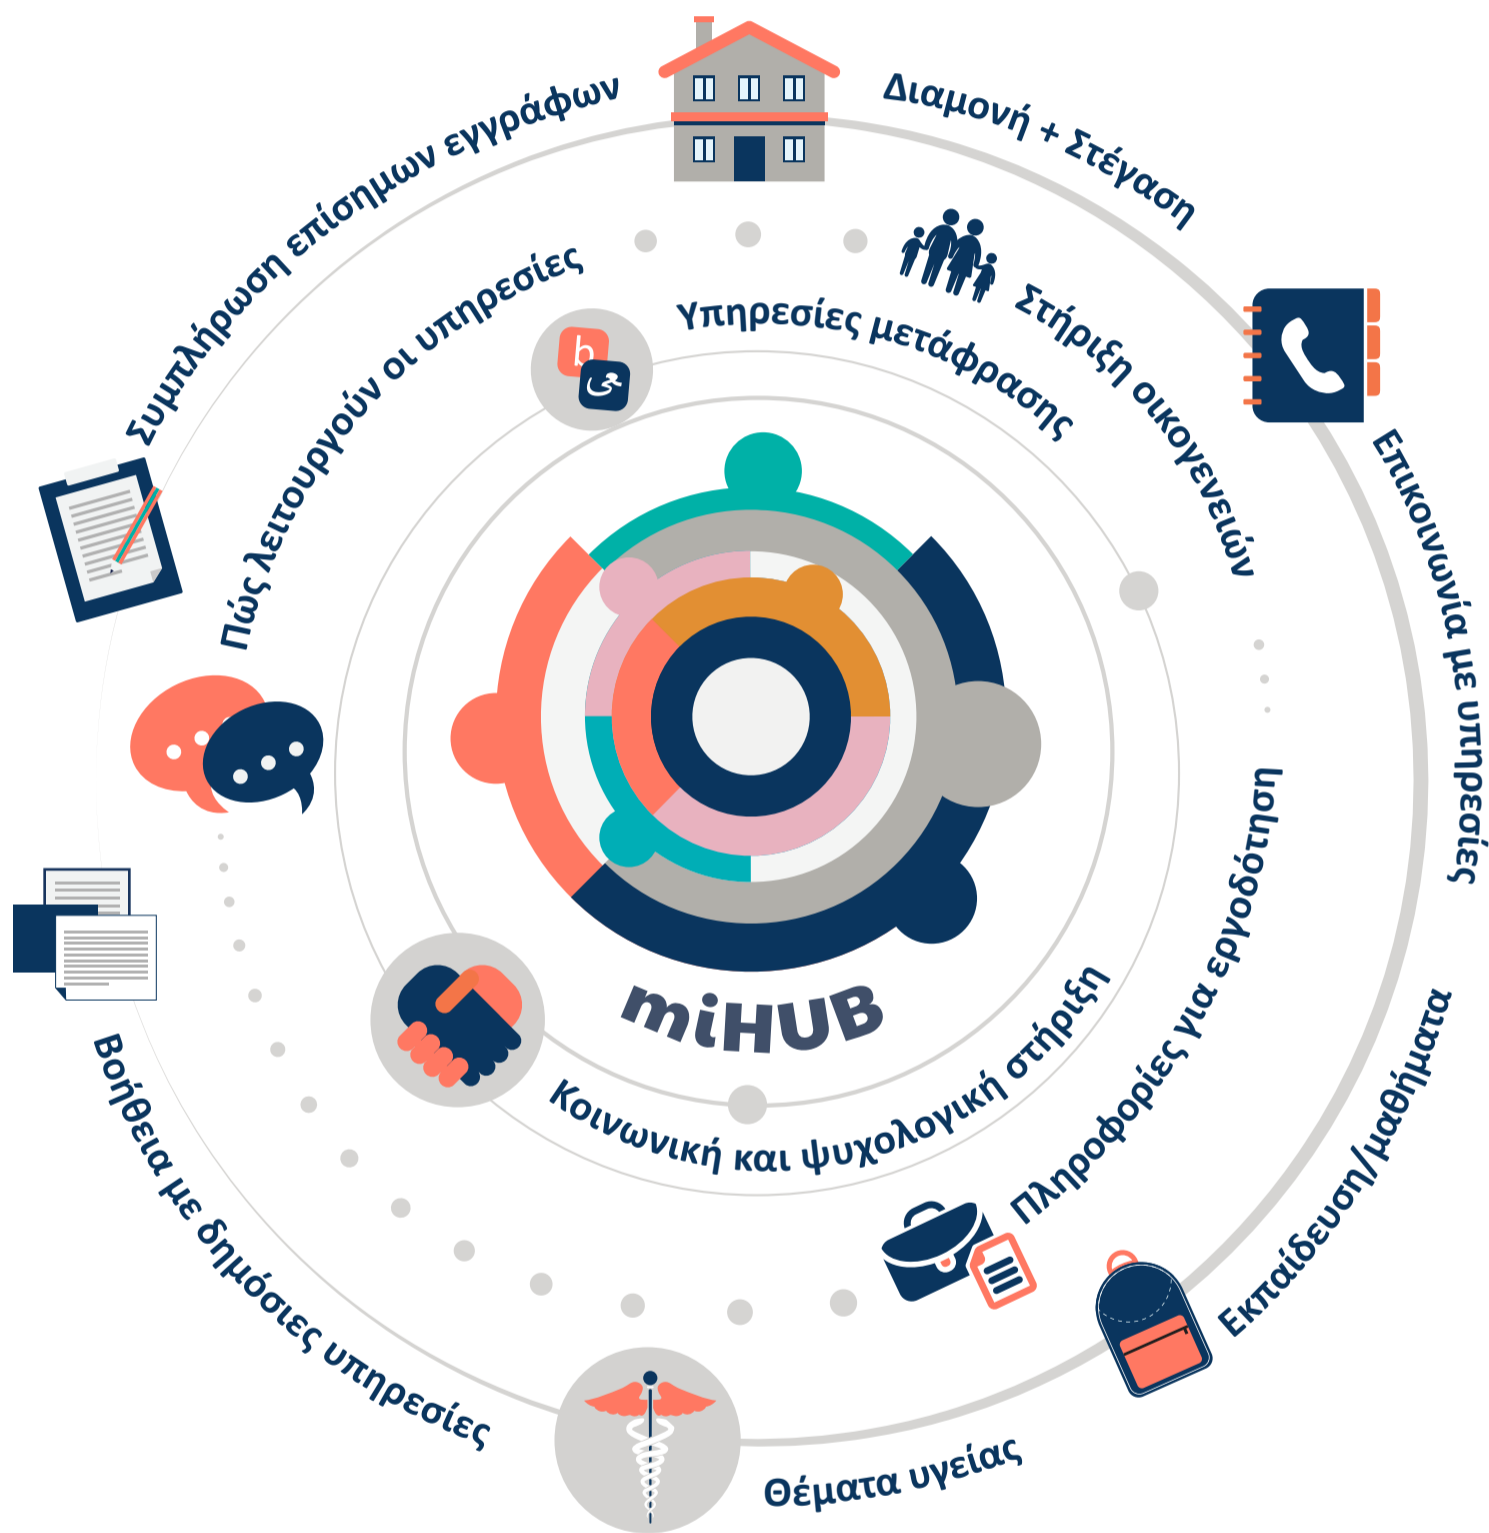 Συμπλήρωση επίσημων εγγράφων
Διαμονή + Στέγαση
Πώς λειτουργούν οι υπηρεσίες
Υπηρεσίες μετάφρασης
Στήριξη οικογενειών
b
Επικοινωνία με υπηρεσίες
miHUB
Κοινωνική και ψυχολογική στήριξη
Πληροφορίες για εργοδότηση
Εκπαίδευση/μαθήματα
Βοήθεια με δημόσιες υπηρεσίες
Θέματα υγείας